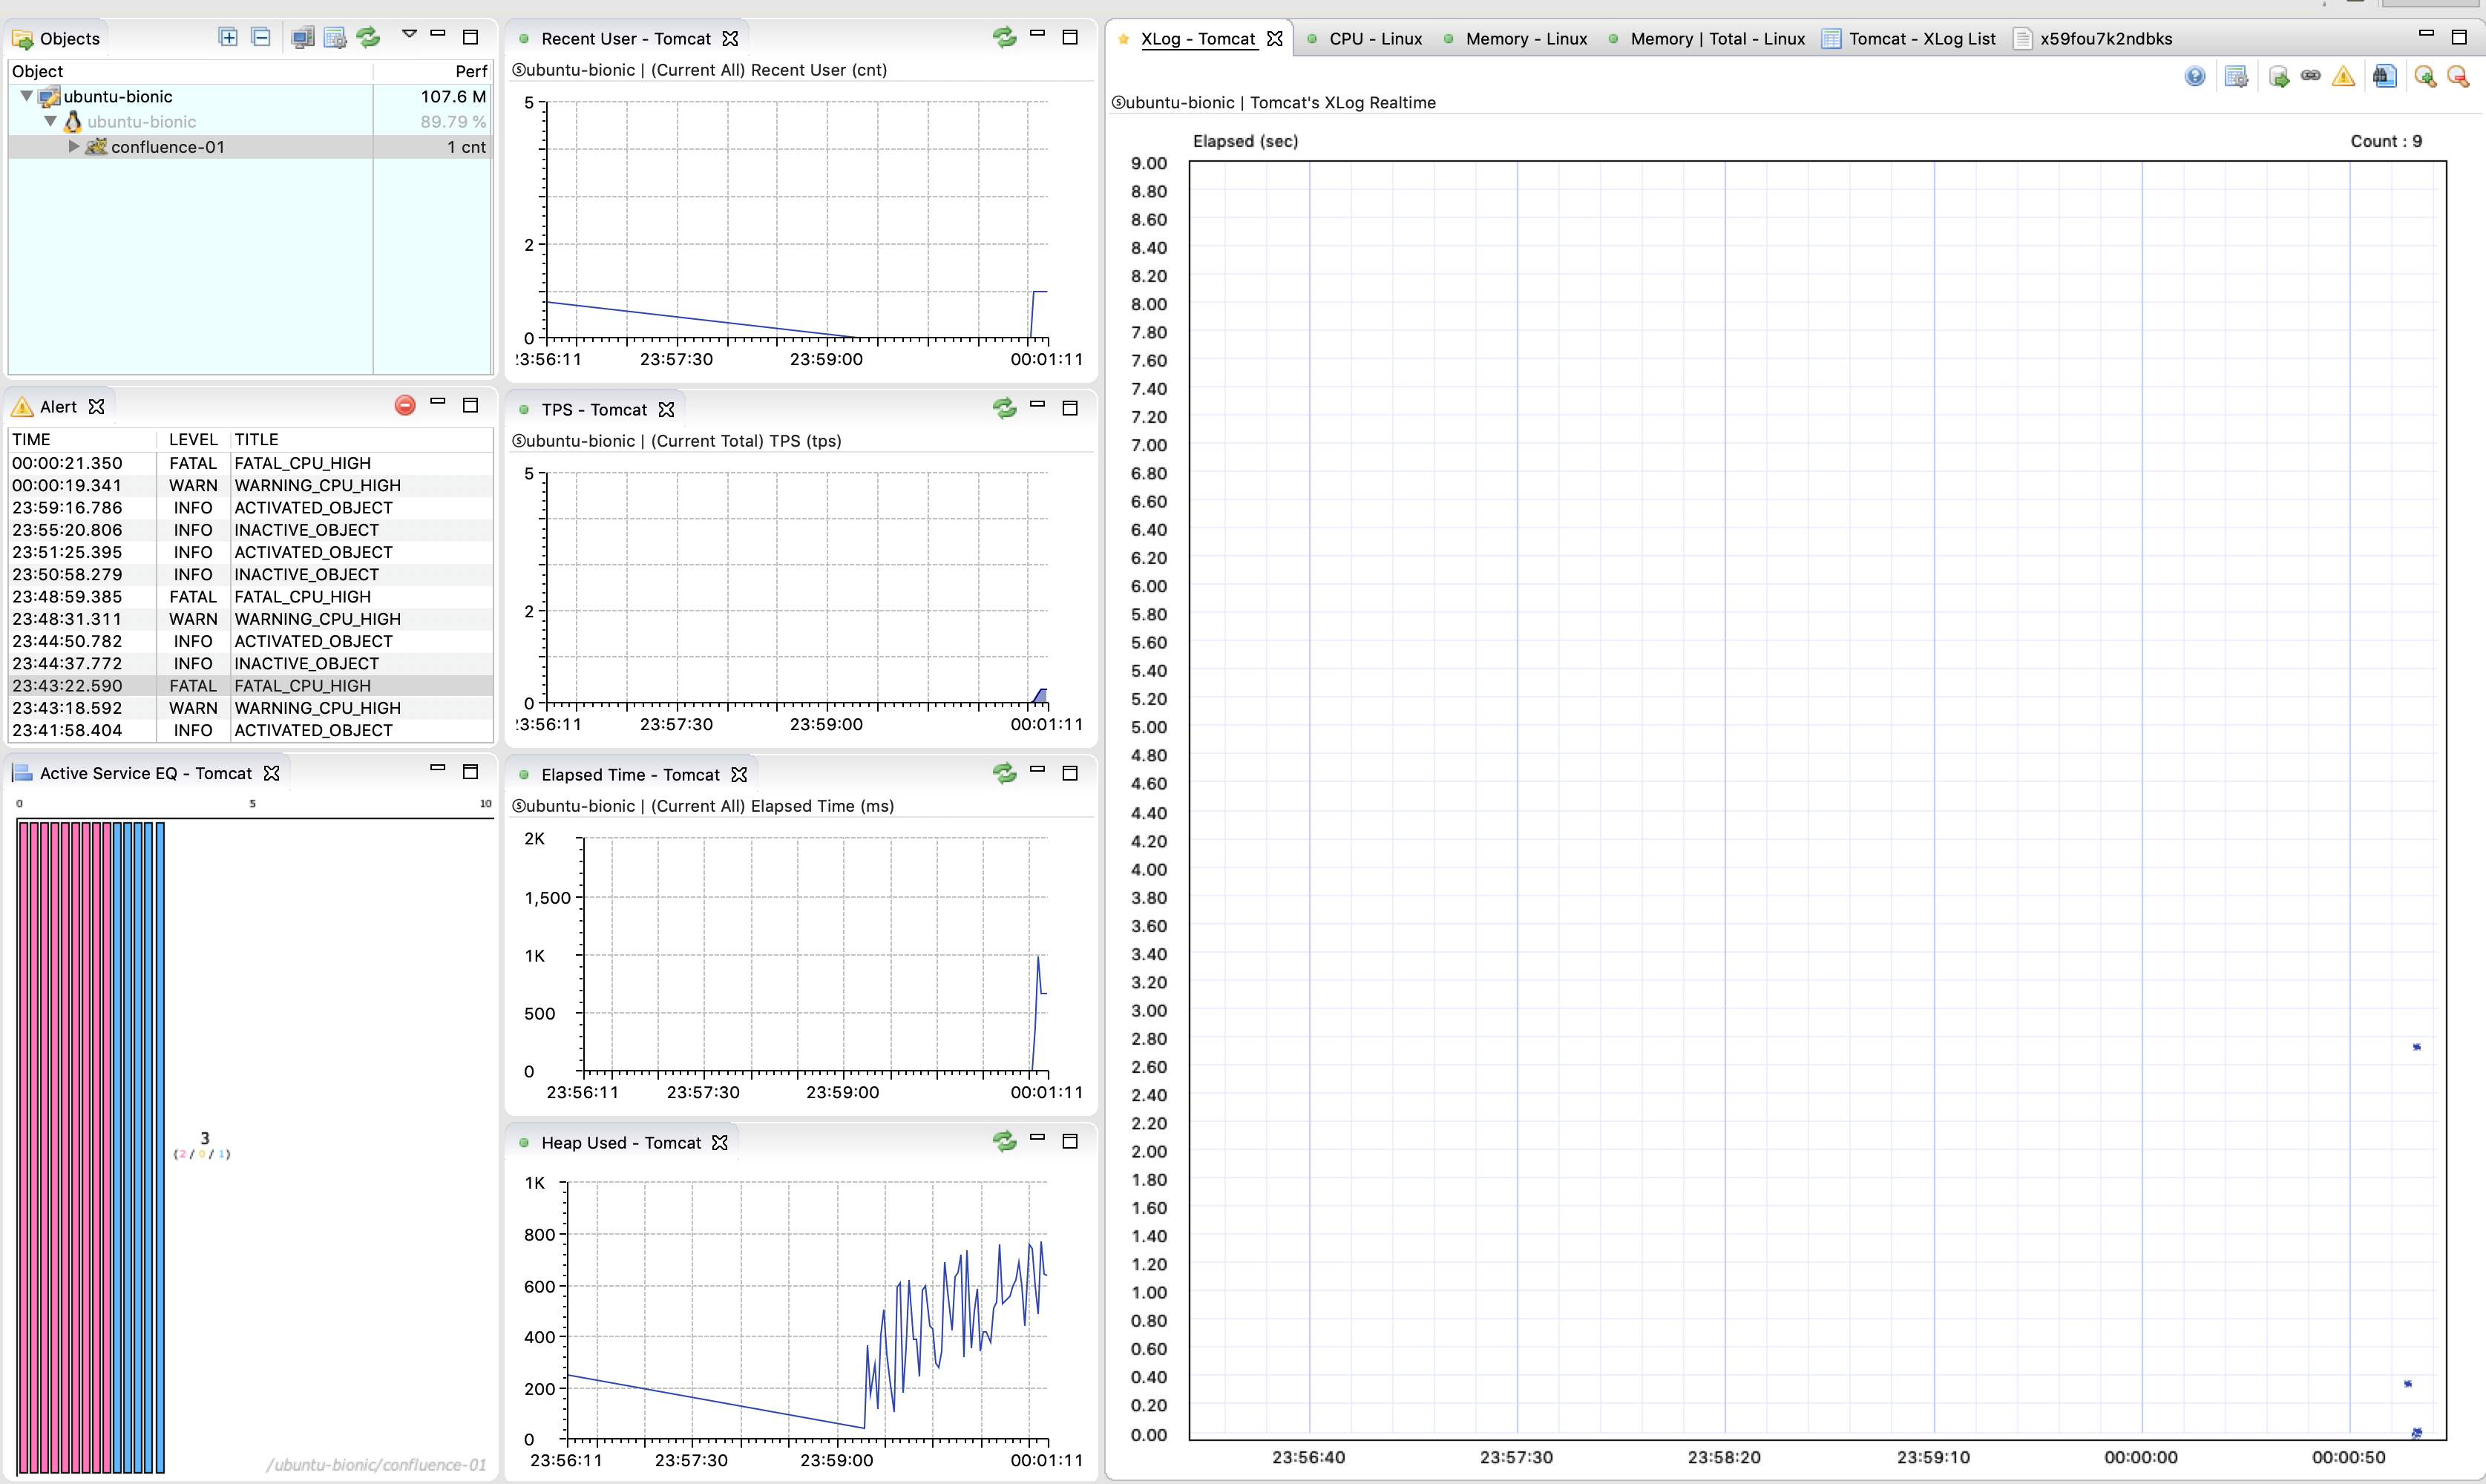 Objects
Object Perf
ubuntu-bionic 107.6 M
ubuntu-bionic 89.79 %
confluence-01 1 cnt
Alert
TIME LEVEL TITLE
00:00:21.350 FATAL FATAL_CPU_HIGH
00:00:19.341 WARN WARNING_CPU_HIGH
23:59:16.786 INFO ACTIVATED_OBJECT
23:55:20.806 INFO INACTIVE_OBJECT
23:51:25.395 INFO ACTIVATED_OBJECT
23:50:58.279 INFO INACTIVE_OBJECT
23:48:59.385 FATAL FATAL_CPU_HIGH
23:48:31.311 WARN WARNING_CPU_HIGH
23:44:50.782 INFO ACTIVATED_OBJECT
23:44:37.772 INFO INACTIVE_OBJECT
23:43:22.590 FATAL FATAL_CPU_HIGH
23:43:18.592 WARN WARNING_CPU_HIGH
23:41:58.404 INFO ACTIVATED_OBJECT
Active Service EQ - Tomcat
0 5 10
3
(2 / 0 / 1)
/ubuntu-bionic/confluence-01
Recent User - Tomcat
Ⓢubuntu-bionic | (Current All) Recent User (cnt)
5
2
0
3:56:11 23:57:30 23:59:00 00:01:11
TPS - Tomcat
Ⓢubuntu-bionic | (Current Total) TPS (tps)
5
2
0
3:56:11 23:57:30 23:59:00 00:01:11
Elapsed Time - Tomcat
Ⓢubuntu-bionic | (Current All) Elapsed Time (ms)
2K
1,500
1K
500
0
23:56:11 23:57:30 23:59:00 00:01:11
Heap Used - Tomcat
1K
800
600
400
200
0
23:56:11 23:57:30 23:59:00 00:01:11
XLog - Tomcat CPU - Linux Memory - Linux Memory | Total - Linux Tomcat - XLog List x59fou7k2ndbks
Ⓢubuntu-bionic | Tomcat's XLog Realtime
Elapsed (sec) Count : 9
9.00
8.80
8.60
8.40
8.20
8.00
7.80
7.60
7.40
7.20
7.00
6.80
6.60
6.40
6.20
6.00
5.80
5.60
5.40
5.20
5.00
4.80
4.60
4.40
4.20
4.00
3.80
3.60
3.40
3.20
3.00
2.80
2.60
2.40
2.20
2.00
1.80
1.60
1.40
1.20
1.00
0.80
0.60
0.40
0.20
0.00
23:56:40 23:57:30 23:58:20 23:59:10 00:00:00 00:00:50